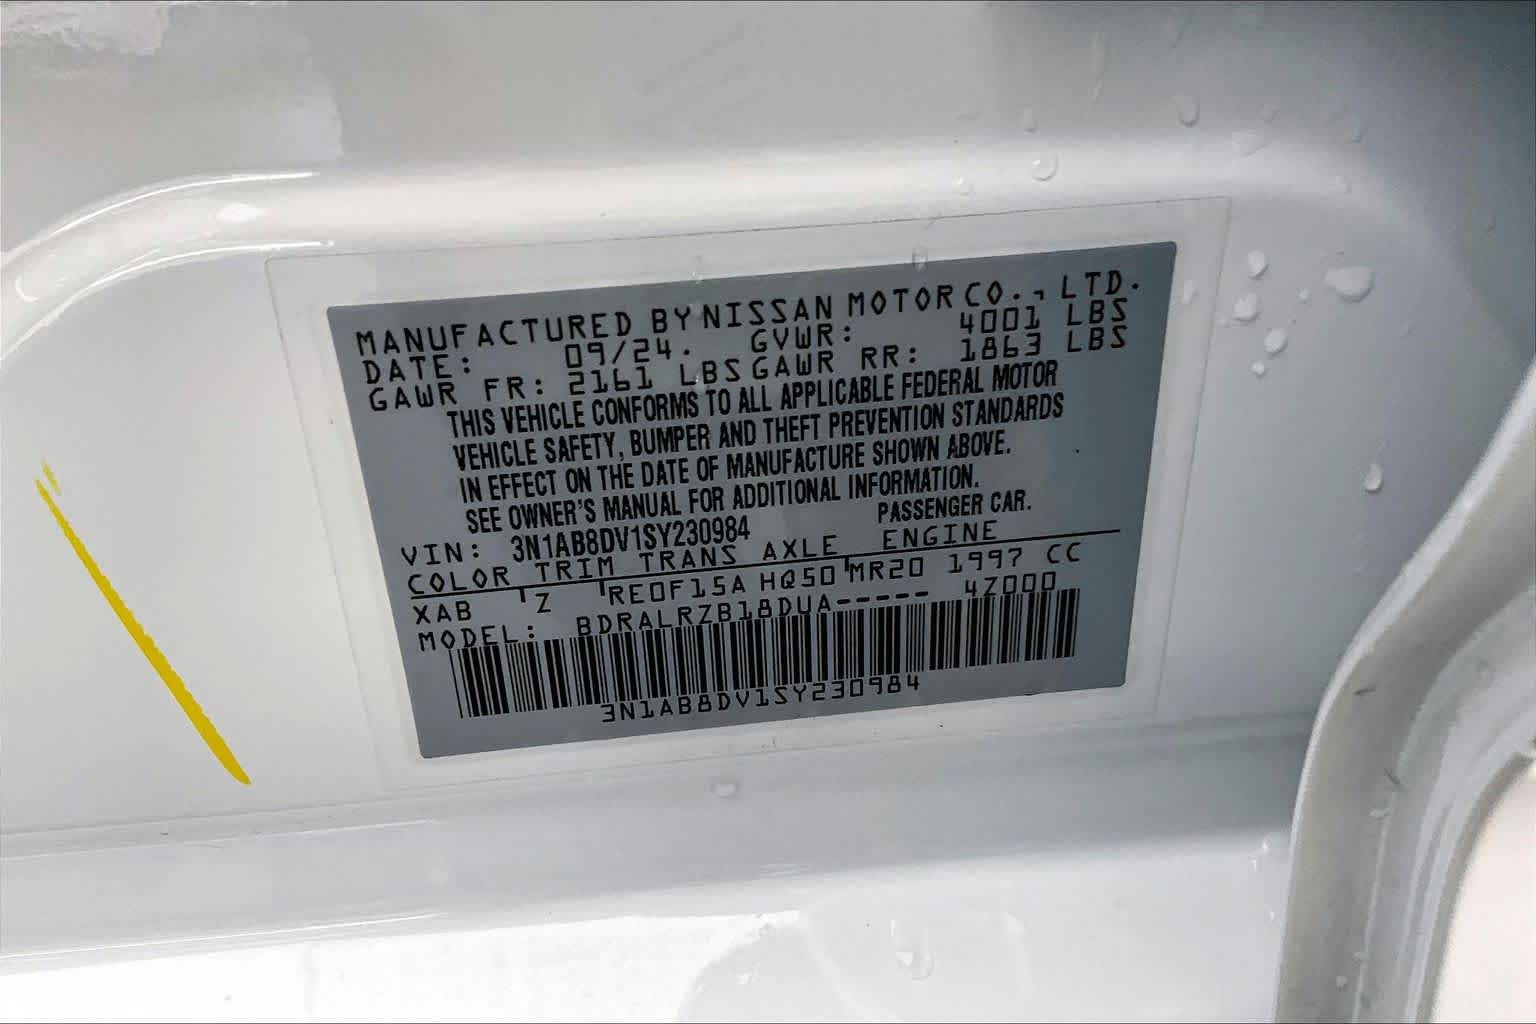 MANUFACTURED BY NISSAN MOTOR CO., LTD.
DATE: 09/24. GVWR: 4001 LBS
GAWR FR: 2161 LBS GAWR RR: 1863 LBS
THIS VEHICLE CONFORMS TO ALL APPLICABLE FEDERAL MOTOR
VEHICLE SAFETY, BUMPER AND THEFT PREVENTION STANDARDS
IN EFFECT ON THE DATE OF MANUFACTURE SHOWN ABOVE.
SEE OWNER'S MANUAL FOR ADDITIONAL INFORMATION.
VIN: 3N1AB8DV1SY230984 PASSENGER CAR.
COLOR TRIM TRANS AXLE ENGINE
XAB Z RE0F15A HQ50 MR20 1997 CC
MODEL: BDRALRZB18DUA----- 4Z000
3N1AB8DV1SY230984